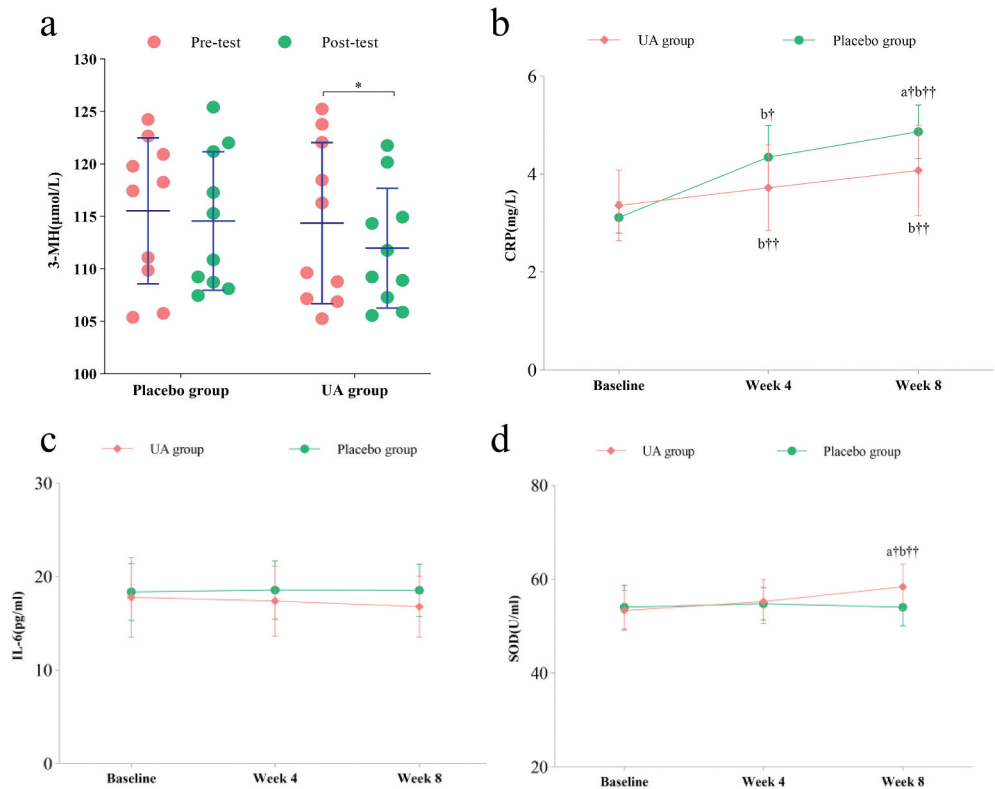 a
Pre-test
Post-test
130
125
120
115
110
105
100
3-MH(μmol/L)
*
Placebo group
UA group
b
UA group
Placebo group
6
4
2
0
CRP(mg/L)
b†
a†b††
b††
b††
Baseline
Week 4
Week 8
c
UA group
Placebo group
30
20
10
0
IL-6(pg/ml)
Baseline
Week 4
Week 8
d
UA group
Placebo group
80
60
40
20
SOD(U/ml)
a†b††
Baseline
Week 4
Week 8